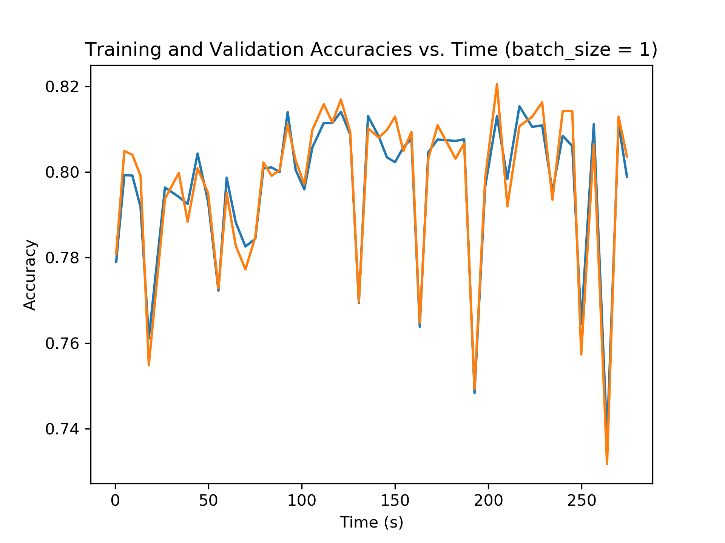 Training and Validation Accuracies vs. Time (batch_size = 1)
0.82
0.80
0.78
0.76
0.74
Accuracy
0 50 100 150 200 250
Time (s)